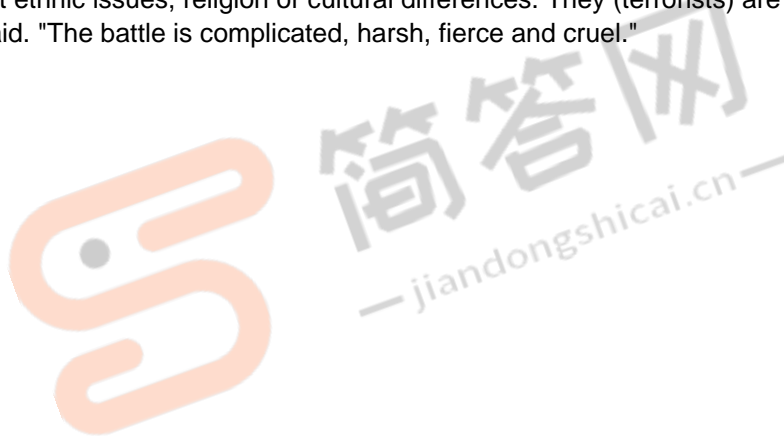 t ethnic issues, religion or cultural differences. They (terrorists) are
aid. "The battle is complicated, harsh, fierce and cruel."
简答网
— jiandongshicai.cn —